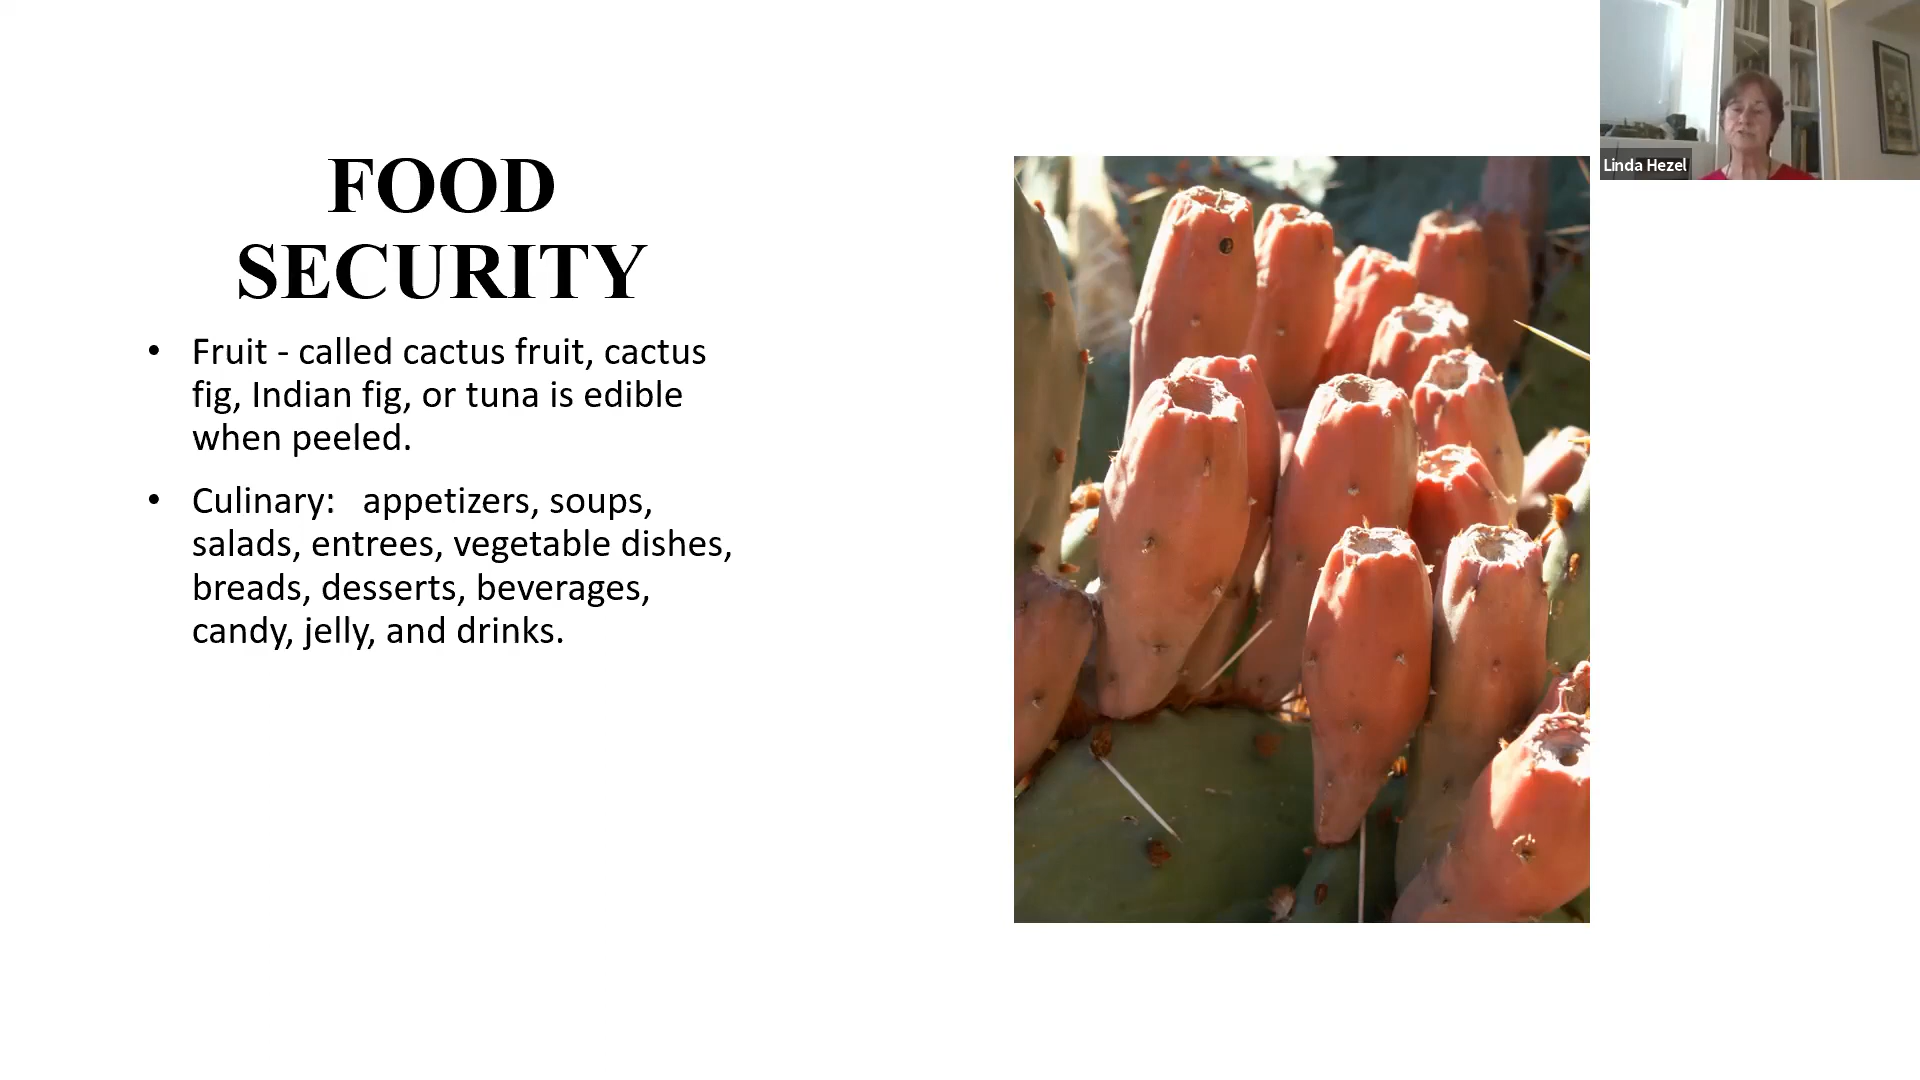 FOOD
SECURITY
• Fruit - called cactus fruit, cactus
fig, Indian fig, or tuna is edible
when peeled.
• Culinary:   appetizers, soups,
salads, entrees, vegetable dishes,
breads, desserts, beverages,
candy, jelly, and drinks.
Linda Hezel